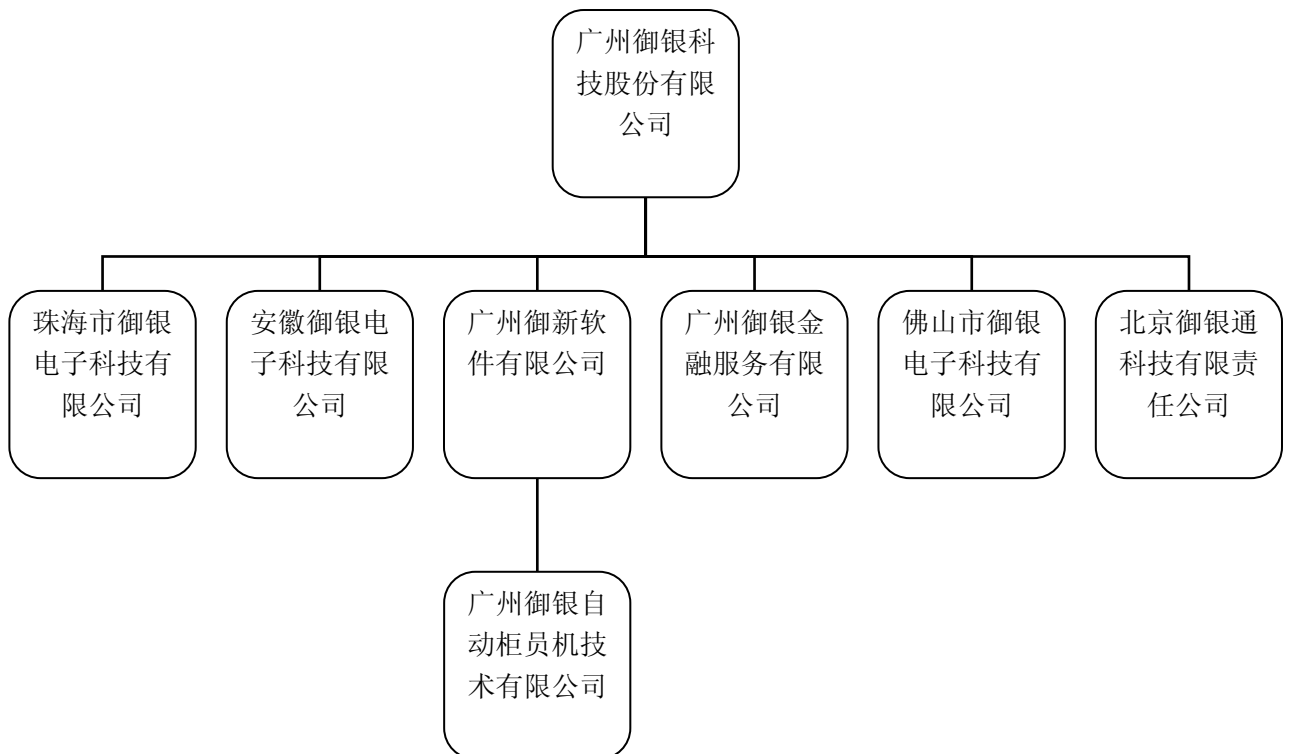 广州御银科
技股份有限
公司
珠海市御银
电子科技有
限公司
安徽御银电
子科技有限
公司
广州御新软
件有限公司
广州御银金
融服务有限
公司
佛山市御银
电子科技有
限公司
北京御银通
科技有限责
任公司
广州御银自
动柜员机技
术有限公司